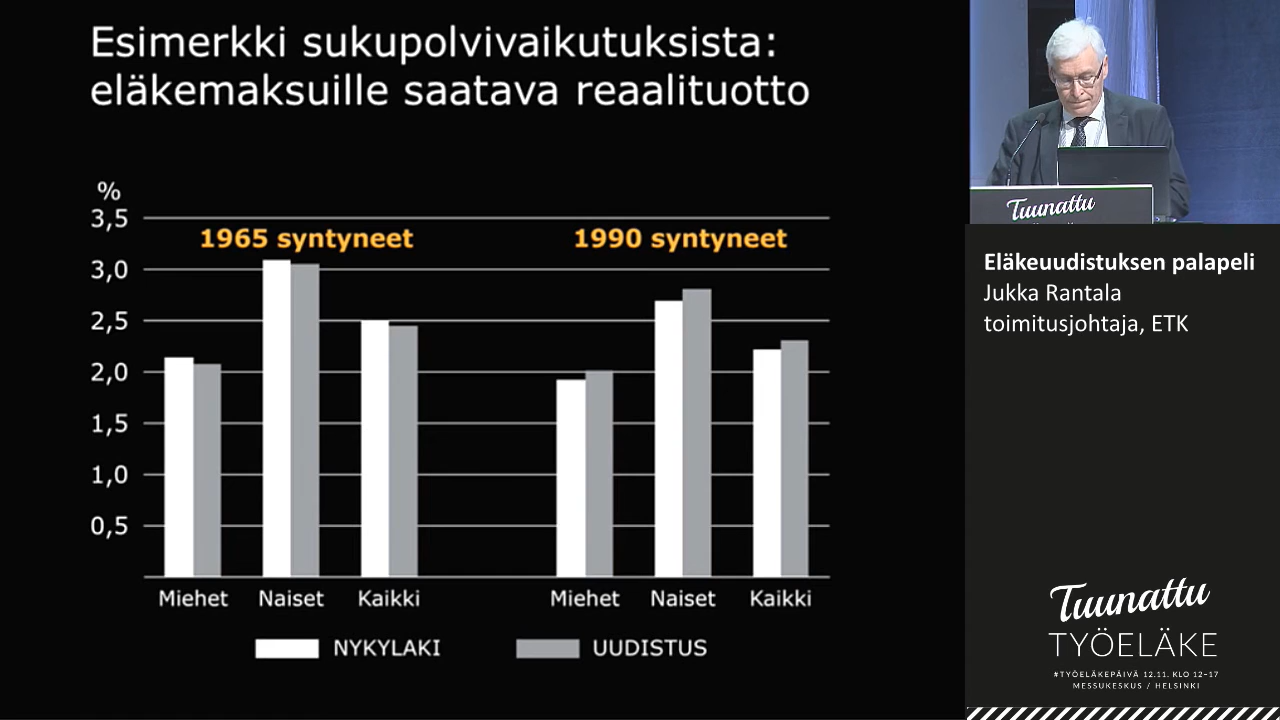 Esimerkki sukupolvivaikutuksista:
eläkemaksuille saatava reaalituotto
%
3,5
3,0
2,5
2,0
1,5
1,0
0,5
1965 syntyneet
1990 syntyneet
Miehet Naiset Kaikki
Miehet Naiset Kaikki
NYKYLAKI
UUDISTUS
Tuunattu
Eläkeuudistuksen palapeli
Jukka Rantala
toimitusjohtaja, ETK
Tuunattu
TYÖELÄKE
#TYÖELÄKEPÄIVÄ 12.11. KLO 12–17
MESSUKESKUS / HELSINKI